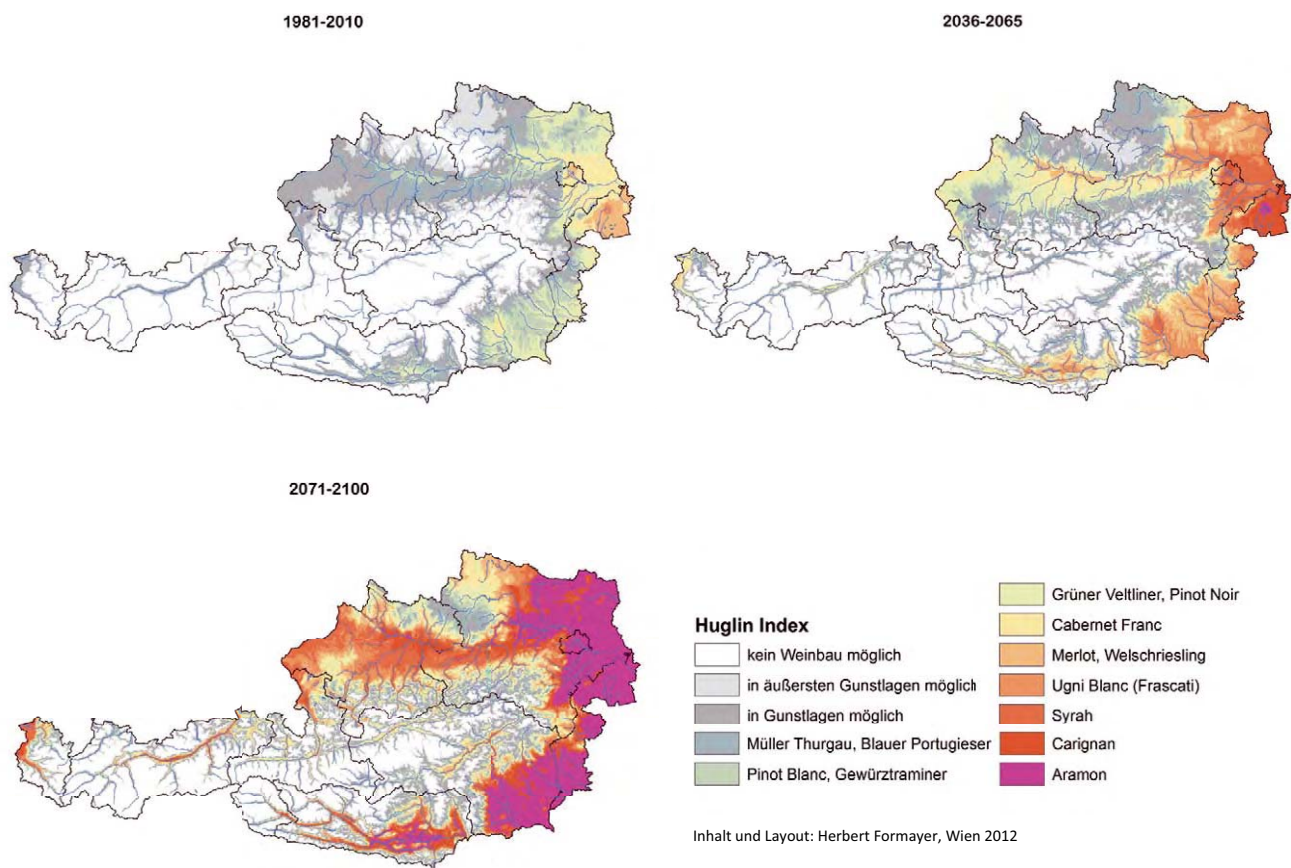 1981-2010
2036-2065
2071-2100
Huglin Index
kein Weinbau möglich
in äußersten Gunstlagen möglich
in Gunstlagen möglich
Müller Thurgau, Blauer Portugieser
Pinot Blanc, Gewürztraminer
Grüner Veltliner, Pinot Noir
Cabernet Franc
Merlot, Welschriesling
Ugni Blanc (Frascati)
Syrah
Carignan
Aramon
Inhalt und Layout: Herbert Formayer, Wien 2012